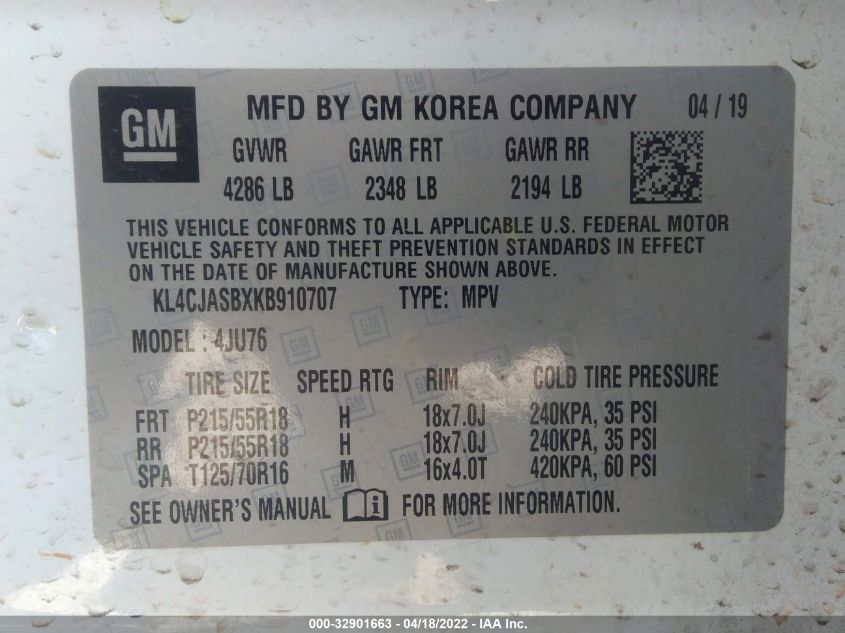 GM
MFD BY GM KOREA COMPANY 04 / 19
GVWR GAWR FRT GAWR RR
4286 LB 2348 LB 2194 LB
THIS VEHICLE CONFORMS TO ALL APPLICABLE U.S. FEDERAL MOTOR
VEHICLE SAFETY AND THEFT PREVENTION STANDARDS IN EFFECT
ON THE DATE OF MANUFACTURE SHOWN ABOVE.
KL4CJASBXKB910707 TYPE: MPV
MODEL : 4JU76
TIRE SIZE SPEED RTG RIM COLD TIRE PRESSURE
FRT P215/55R18 H 18x7.0J 240KPA, 35 PSI
RR P215/55R18 H 18x7.0J 240KPA, 35 PSI
SPA T125/70R16 M 16x4.0T 420KPA, 60 PSI
SEE OWNER'S MANUAL FOR MORE INFORMATION.
000-32901663 - 04/18/2022 - IAA Inc.